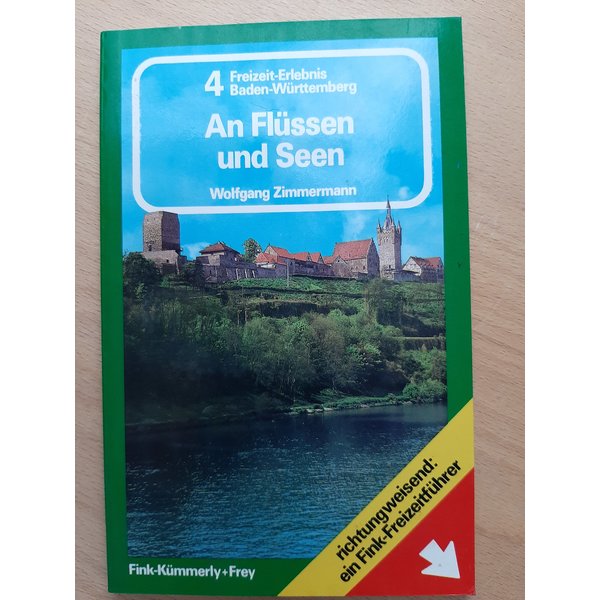 4 Freizeit-Erlebnis
Baden-Württemberg
An Flüssen
und Seen
Wolfgang Zimmermann
richtungweisend:
ein Fink-Freizeitführer
Fink-Kümmerly+Frey